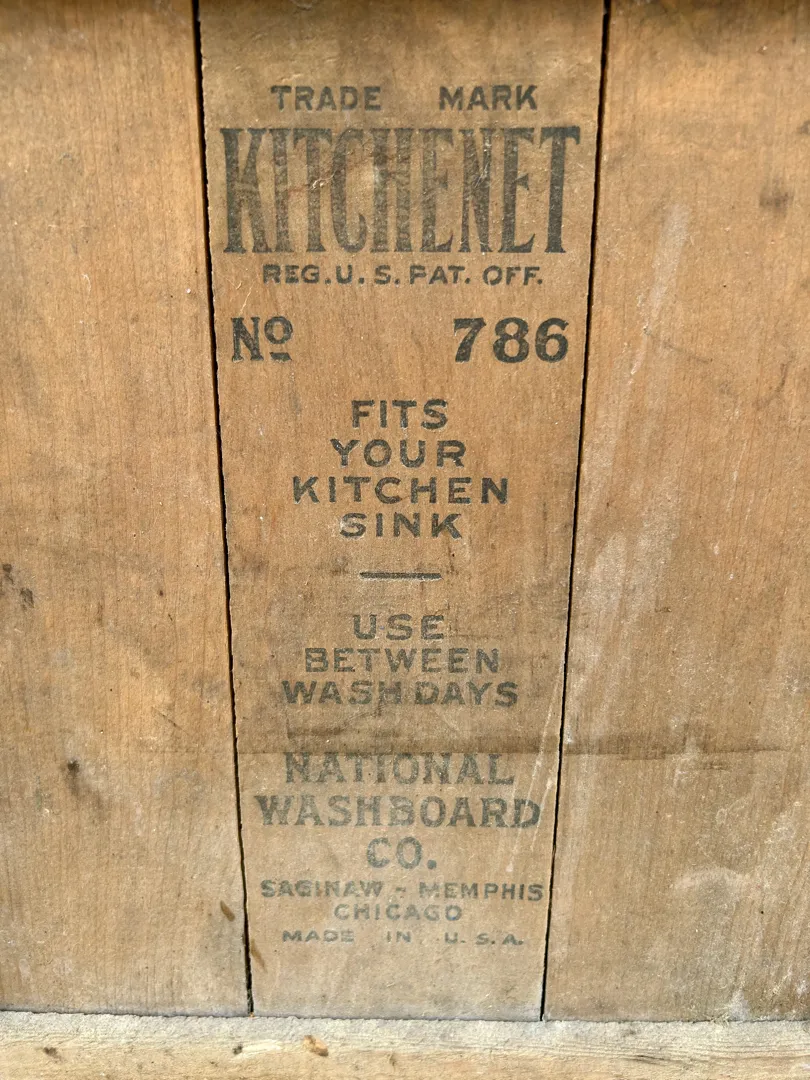 TRADE MARK
KITCHENET
REG. U. S. PAT. OFF.
Nº 786
FITS
YOUR
KITCHEN
SINK
USE
BETWEEN
WASH DAYS
NATIONAL
WASHBOARD
CO.
SAGINAW - MEMPHIS
CHICAGO
MADE IN U. S. A.